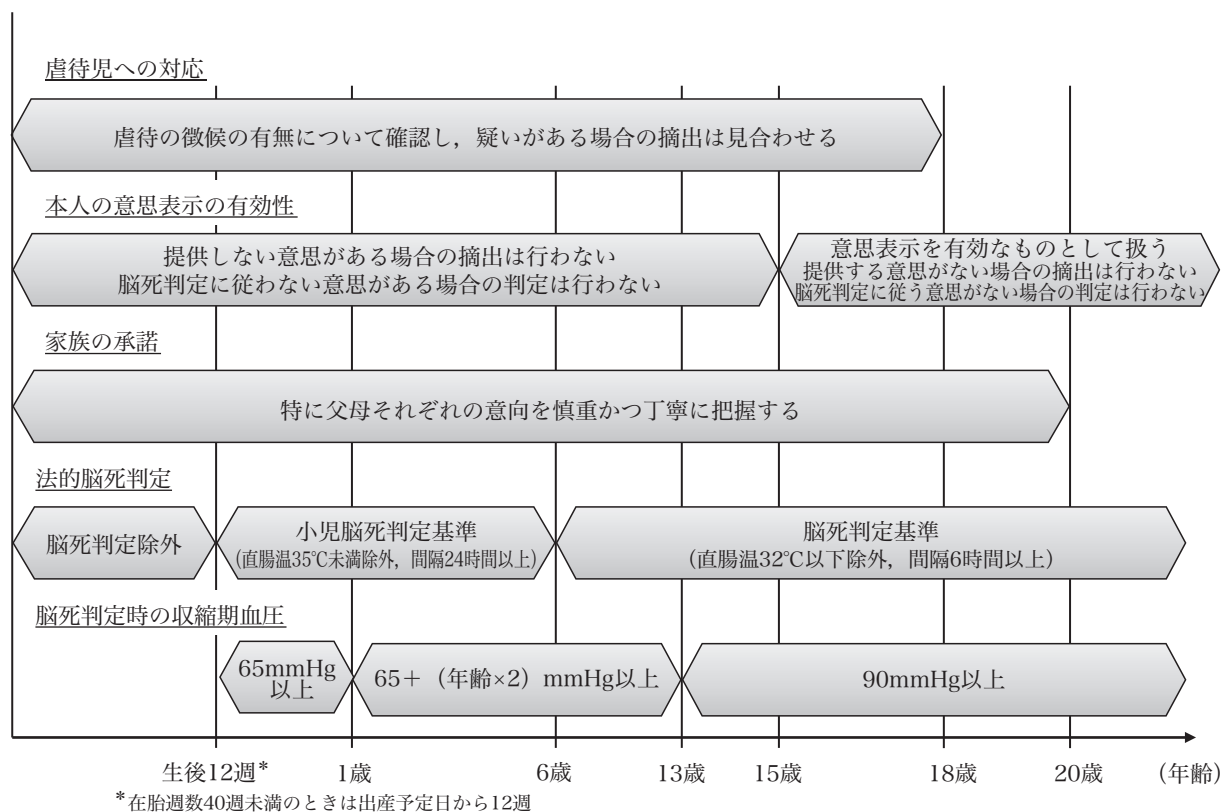 虐待児への対応
虐待の徴候の有無について確認し，疑いがある場合の摘出は見合わせる
本人の意思表示の有効性
提供しない意思がある場合の摘出は行わない
脳死判定に従わない意思がある場合の判定は行わない
意思表示を有効なものとして扱う
提供する意思がない場合の摘出は行わない
脳死判定に従う意思がない場合の判定は行わない
家族の承諾
特に父母それぞれの意向を慎重かつ丁寧に把握する
法的脳死判定
脳死判定除外
小児脳死判定基準
(直腸温35℃未満除外，間隔24時間以上)
脳死判定基準
（直腸温32℃以下除外，間隔6時間以上）
脳死判定時の収縮期血圧
65mmHg
以上
65＋（年齢×2）mmHg以上
90mmHg以上
生後12週*
1歳
6歳
13歳
15歳
18歳
20歳
（年齢）
*在胎週数40週未満のときは出産予定日から12週